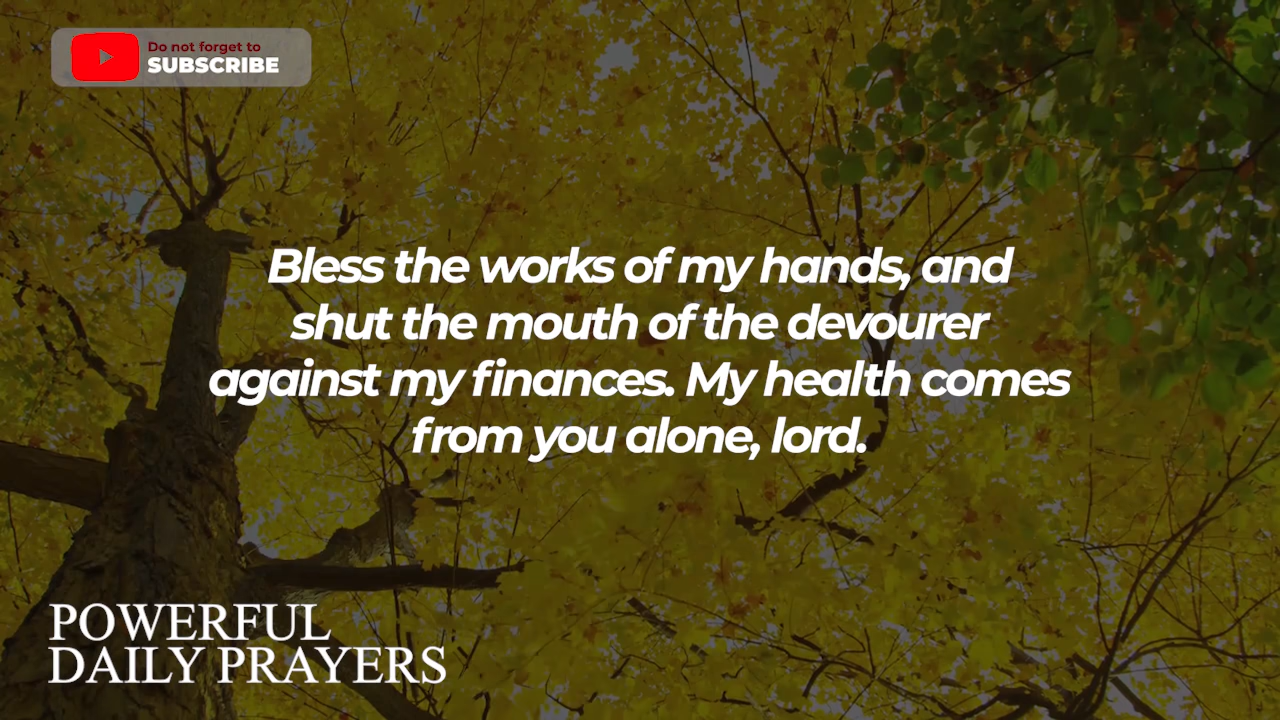 Do not forget to
SUBSCRIBE
Bless the works of my hands, and
shut the mouth of the devourer
against my finances. My health comes
from you alone, lord.
POWERFUL
DAILY PRAYERS